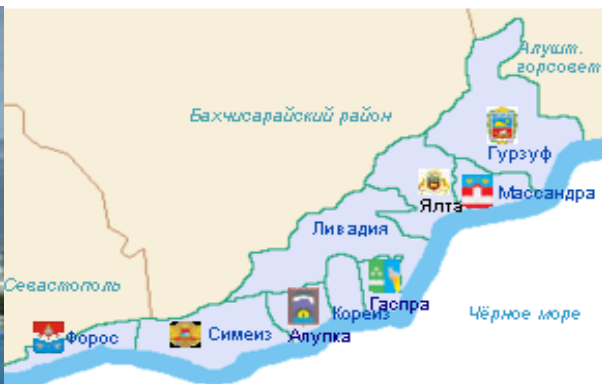 Алушт.
горсовет
Бахчисарайский район
Гурзуф
Массандра
Ялта
Ливадия
Гаспра
Севастополь
Кореиз
Чёрное море
Форос
Симеиз
Алупка